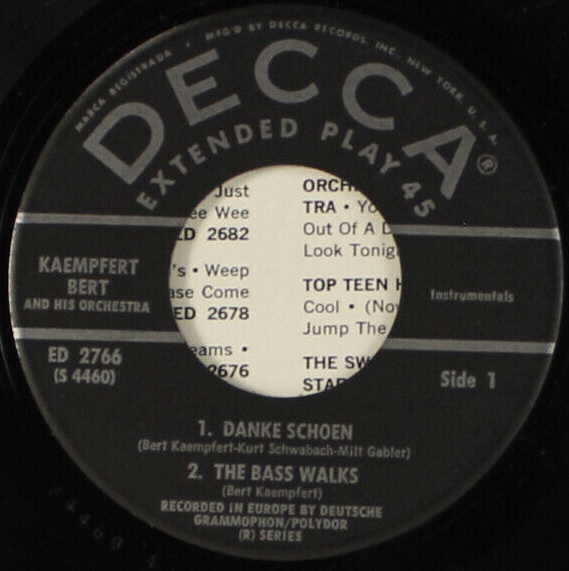 MARCA REGISTRADA • MFG'D BY DECCA RECORDS, INC., NEW YORK, U.S.A.
DECCA®
EXTENDED PLAY 45
Just
ee Wee
ED 2682
's • Weep
ase Come
ED 2678
eams •
2676
ORCH
TRA • Yo
Out Of A D
Look Tonig
TOP TEEN H
Cool • (Nov
Jump The
THE SW
STAR
KAEMPFERT
BERT
AND HIS ORCHESTRA
Instrumentals
ED 2766
(S 4460)
Side 1
1. DANKE SCHOEN
(Bert Kaempfert-Kurt Schwabach-Milt Gabler)
2. THE BASS WALKS
(Bert Kaempfert)
RECORDED IN EUROPE BY DEUTSCHE
GRAMMOPHON/POLYDOR
(R) SERIES